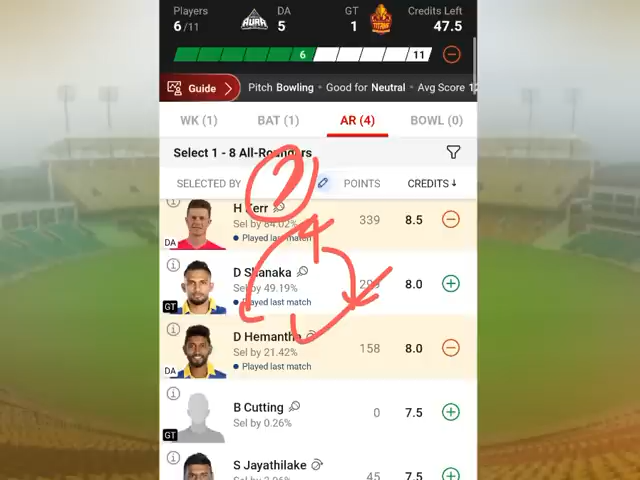 Players DA GT Credits Left
6/11 AURA 5 1 TITANS 47.5
6 11
Guide Pitch Bowling • Good for Neutral • Avg Score
WK (1) BAT (1) AR (4) BOWL (0)
Select 1 - 8 All-Rounders
SELECTED BY POINTS CREDITS↓
H Kerr
Sel by 84.02% 339 8.5
Played last match
DA
D Shanaka
Sel by 49.19% 8.0
Played last match
GT
D Hemantha
Sel by 21.42% 158 8.0
Played last match
DA
B Cutting
Sel by 0.26% 0 7.5
GT
S Jayathilake
45 7.5